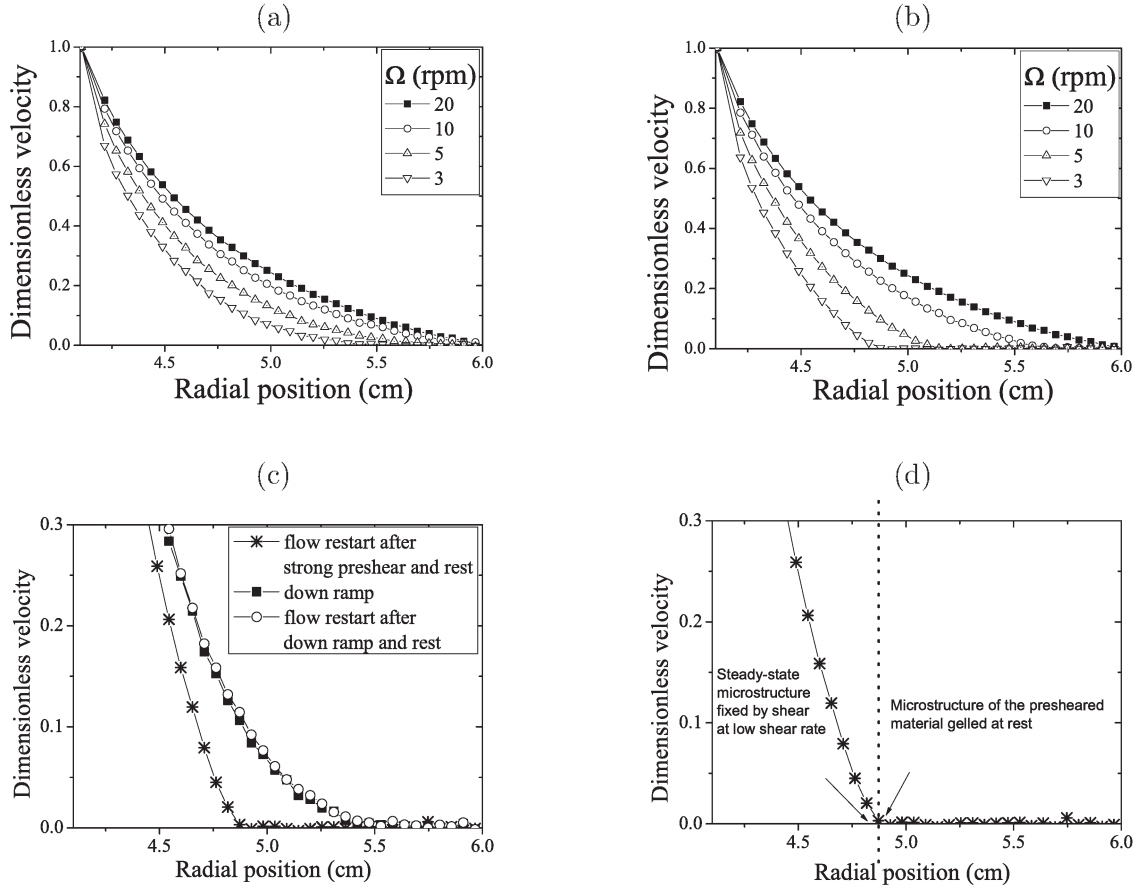 (a)
1.0
0.8
0.6
0.4
0.2
0.0
4.5
5.0
5.5
6.0
Dimensionless velocity
Radial position (cm)
Ω (rpm)
20
10
5
3
(b)
1.0
0.8
0.6
0.4
0.2
0.0
4.5
5.0
5.5
6.0
Dimensionless velocity
Radial position (cm)
Ω (rpm)
20
10
5
3
(c)
0.3
0.2
0.1
0.0
4.5
5.0
5.5
6.0
Dimensionless velocity
Radial position (cm)
flow restart after
strong preshear and rest
down ramp
flow restart after
down ramp and rest
(d)
0.3
0.2
0.1
0.0
4.5
5.0
5.5
6.0
Dimensionless velocity
Radial position (cm)
Steady-state
microstructure
fixed by shear
at low shear rate
Microstructure of the presheared
material gelled at rest